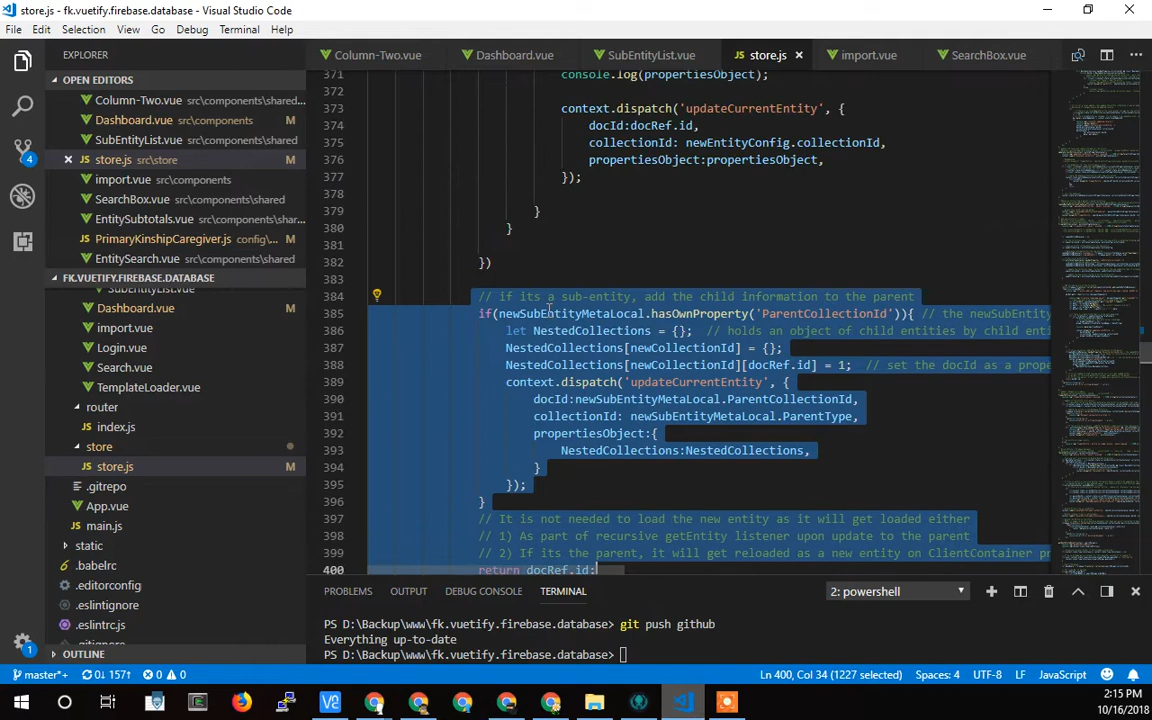 store.js - fk.vuetify.firebase.database - Visual Studio Code
File Edit Selection View Go Debug Terminal Help
EXPLORER
OPEN EDITORS
Column-Two.vue src\components\shared...
Dashboard.vue src\components M
SubEntityList.vue src\components\shared
store.js src\store M
import.vue src\components
SearchBox.vue src\components\shared
EntitySubtotals.vue src\components\shar...
PrimaryKinshipCaregiver.js config\... M
EntitySearch.vue src\components\shared
FK.VUETIFY.FIREBASE.DATABASE
SubEntityList.vue
Dashboard.vue M
import.vue
Login.vue
Search.vue
TemplateLoader.vue
router
index.js
store
store.js M
.gitrepo
App.vue
main.js
static
.babelrc
.editorconfig
.eslintignore
.eslintrc.js
.gitignore
OUTLINE
Column-Two.vue Dashboard.vue SubEntityList.vue store.js import.vue SearchBox.vue
371 console.log(propertiesObject);
372
373 context.dispatch('updateCurrentEntity', {
374 docId:docRef.id,
375 collectionId: newEntityConfig.collectionId,
376 propertiesObject:propertiesObject,
377 });
378
379 }
380 }
381
382 })
383
384 // if its a sub-entity, add the child information to the parent
385 if(newSubEntityMetaLocal.hasOwnProperty('ParentCollectionId')){ // the newSubEntity
386 let NestedCollections = {}; // holds an object of child entities by child enti
387 NestedCollections[newCollectionId] = {};
388 NestedCollections[newCollectionId][docRef.id] = 1; // set the docId as a prope
389 context.dispatch('updateCurrentEntity', {
390 docId:newSubEntityMetaLocal.ParentCollectionId,
391 collectionId: newSubEntityMetaLocal.ParentType,
392 propertiesObject:{
393 NestedCollections:NestedCollections,
394 }
395 });
396 }
397 // It is not needed to load the new entity as it will get loaded either
398 // 1) As part of recursive getEntity listener upon update to the parent
399 // 2) If its the parent, it will get reloaded as a new entity on ClientContainer pr
400 return docRef.id;
PROBLEMS OUTPUT DEBUG CONSOLE TERMINAL 2: powershell
PS D:\Backup\www\fk.vuetify.firebase.database> git push github
Everything up-to-date
PS D:\Backup\www\fk.vuetify.firebase.database>
4
1
master*+ 0↓ 157↑ 0 0 Ln 400, Col 34 (1227 selected) Spaces: 4 UTF-8 LF JavaScript
2:15 PM
10/16/2018